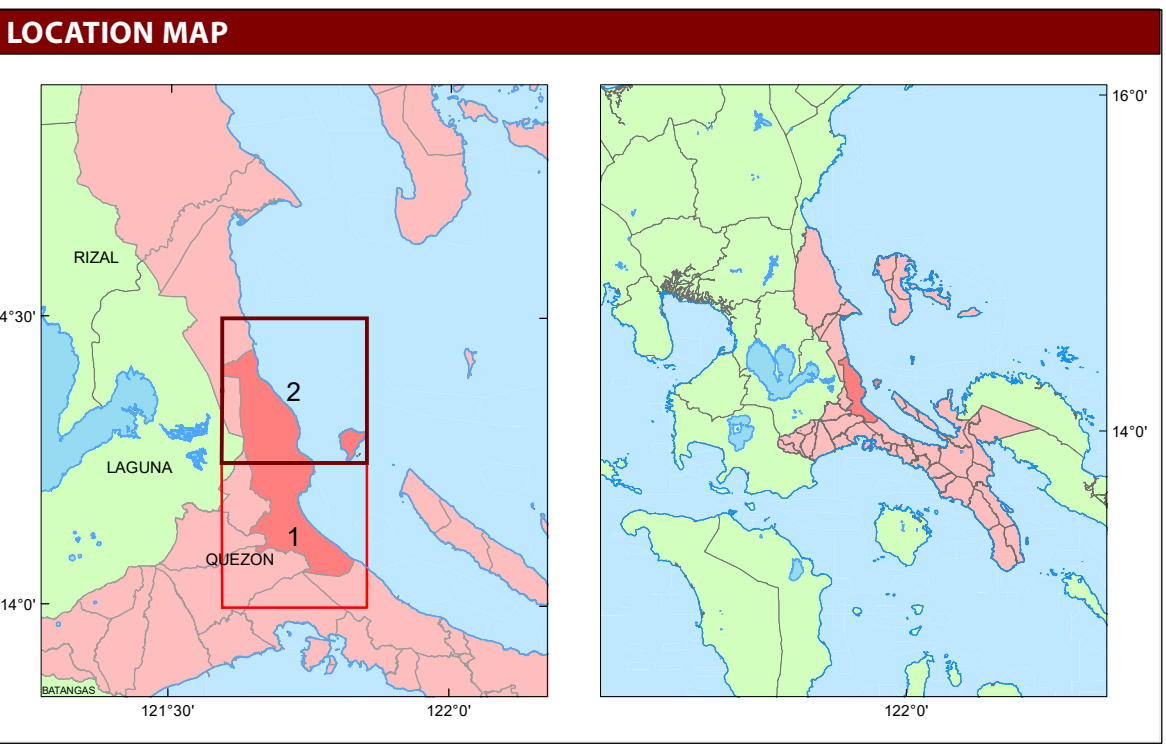 LOCATION MAP
RIZAL
4°30'
2
LAGUNA
1
QUEZON
14°0'
BATANGAS
121°30'
122°0'
16°0'
14°0'
122°0'